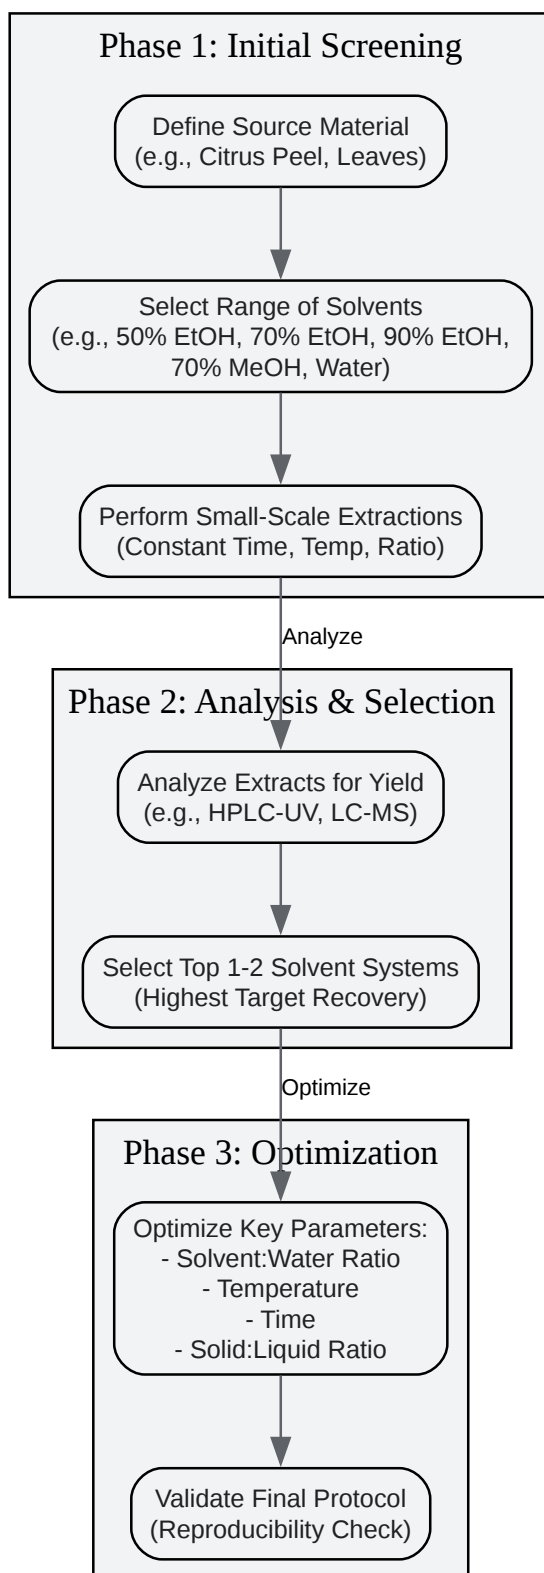 Phase 1: Initial Screening
Define Source Material
(e.g., Citrus Peel, Leaves)
Select Range of Solvents
(e.g., 50% EtOH, 70% EtOH, 90% EtOH,
70% MeOH, Water)
Perform Small-Scale Extractions
(Constant Time, Temp, Ratio)
Analyze
Phase 2: Analysis & Selection
Analyze Extracts for Yield
(e.g., HPLC-UV, LC-MS)
Select Top 1-2 Solvent Systems
(Highest Target Recovery)
Optimize
Phase 3: Optimization
Optimize Key Parameters:
- Solvent:Water Ratio
- Temperature
- Time
- Solid:Liquid Ratio
Validate Final Protocol
(Reproducibility Check)